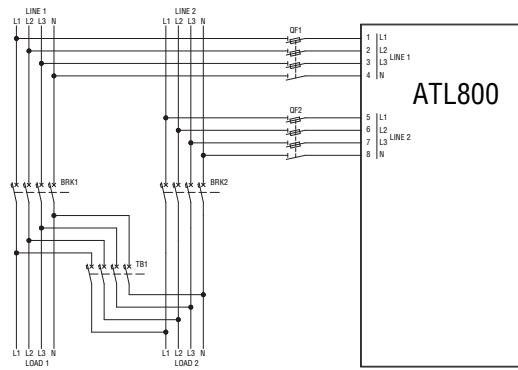 LINE 1
L1 L2 L3 N
LINE 2
L1 L2 L3 N
QF1
1 L1
2 L2
3 L3
4 N
LINE 1
ATL800
QF2
5 L1
6 L2
7 L3
8 N
LINE 2
BRK1
BRK2
TB1
L1 L2 L3 N
LOAD 1
L1 L2 L3 N
LOAD 2